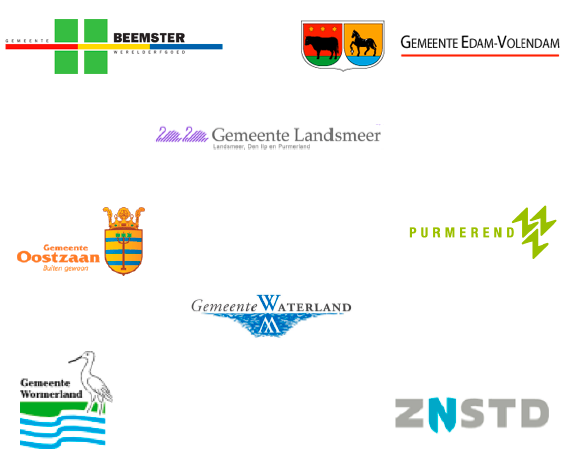 GEMEENTE BEEMSTER
WERELDERFGOED
GEMEENTE EDAM-VOLENDAM
Gemeente Landsmeer
Landsmeer, Den Ilp en Purmerland
Gemeente
Oostzaan
Buiten gewoon
PURMEREND
Gemeente WATERLAND
Gemeente
Wormerland
ZNSTD